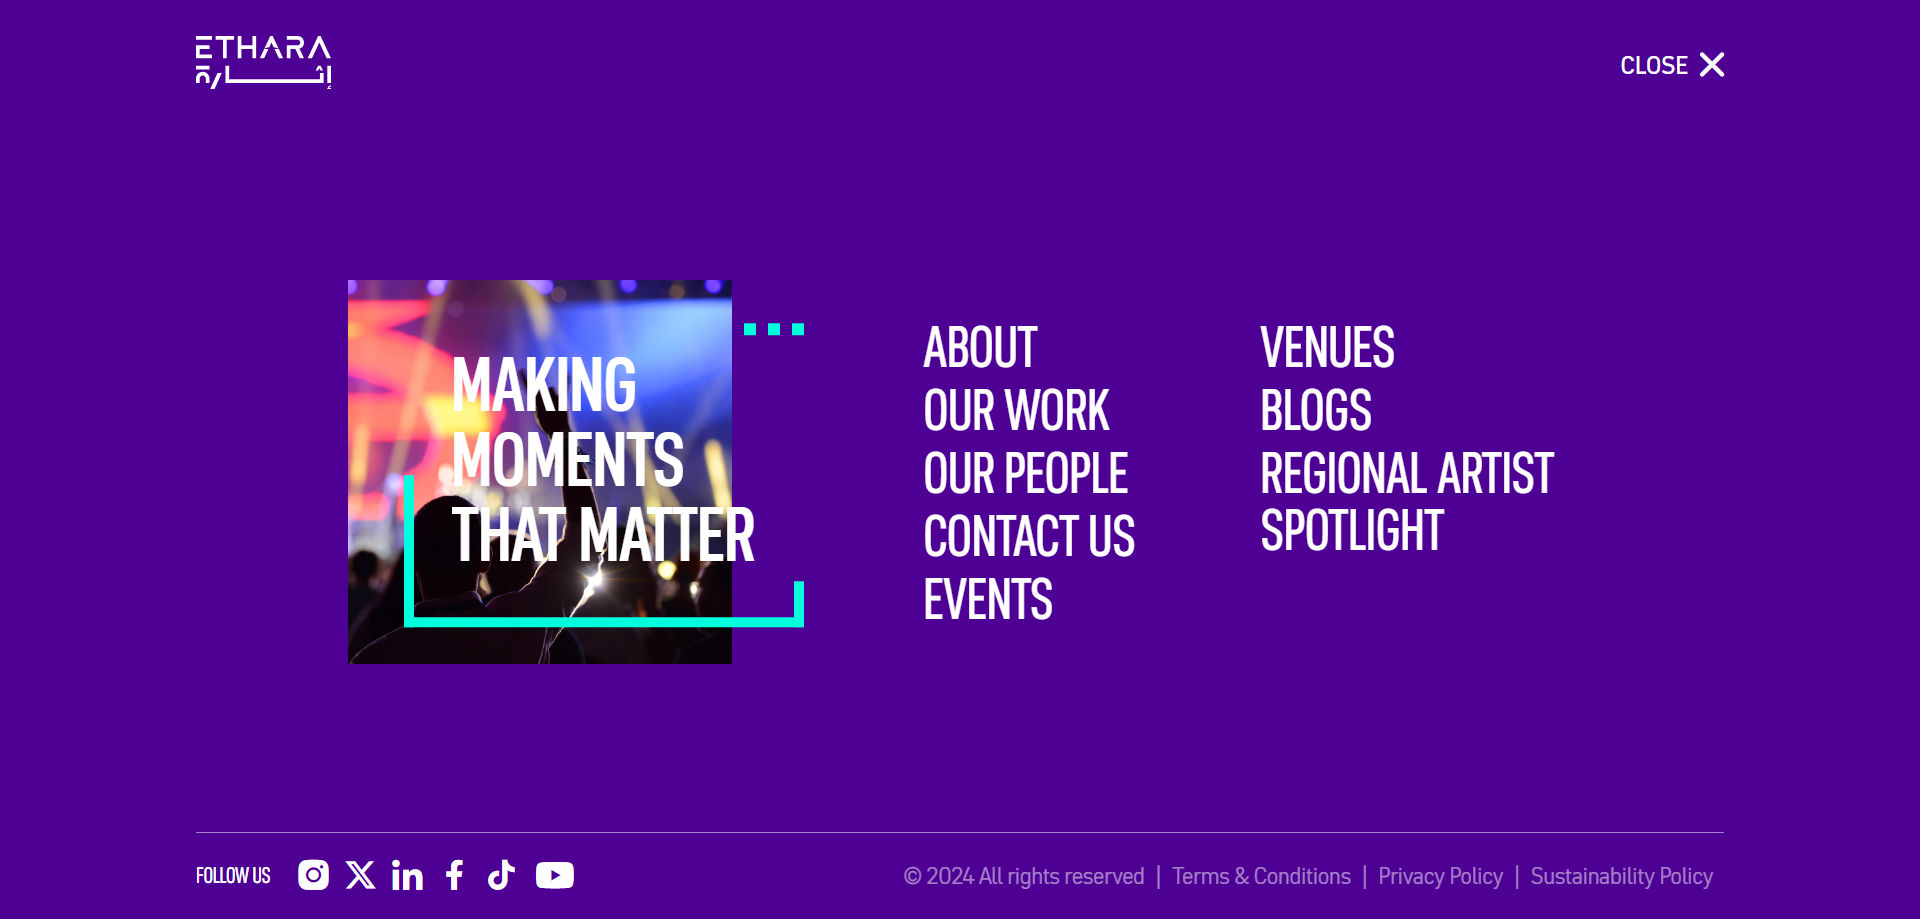 ETHARA
إثارة
CLOSE
MAKING
MOMENTS
THAT MATTER
ABOUT
OUR WORK
OUR PEOPLE
CONTACT US
EVENTS
VENUES
BLOGS
REGIONAL ARTIST
SPOTLIGHT
FOLLOW US
© 2024 All rights reserved | Terms & Conditions | Privacy Policy | Sustainability Policy